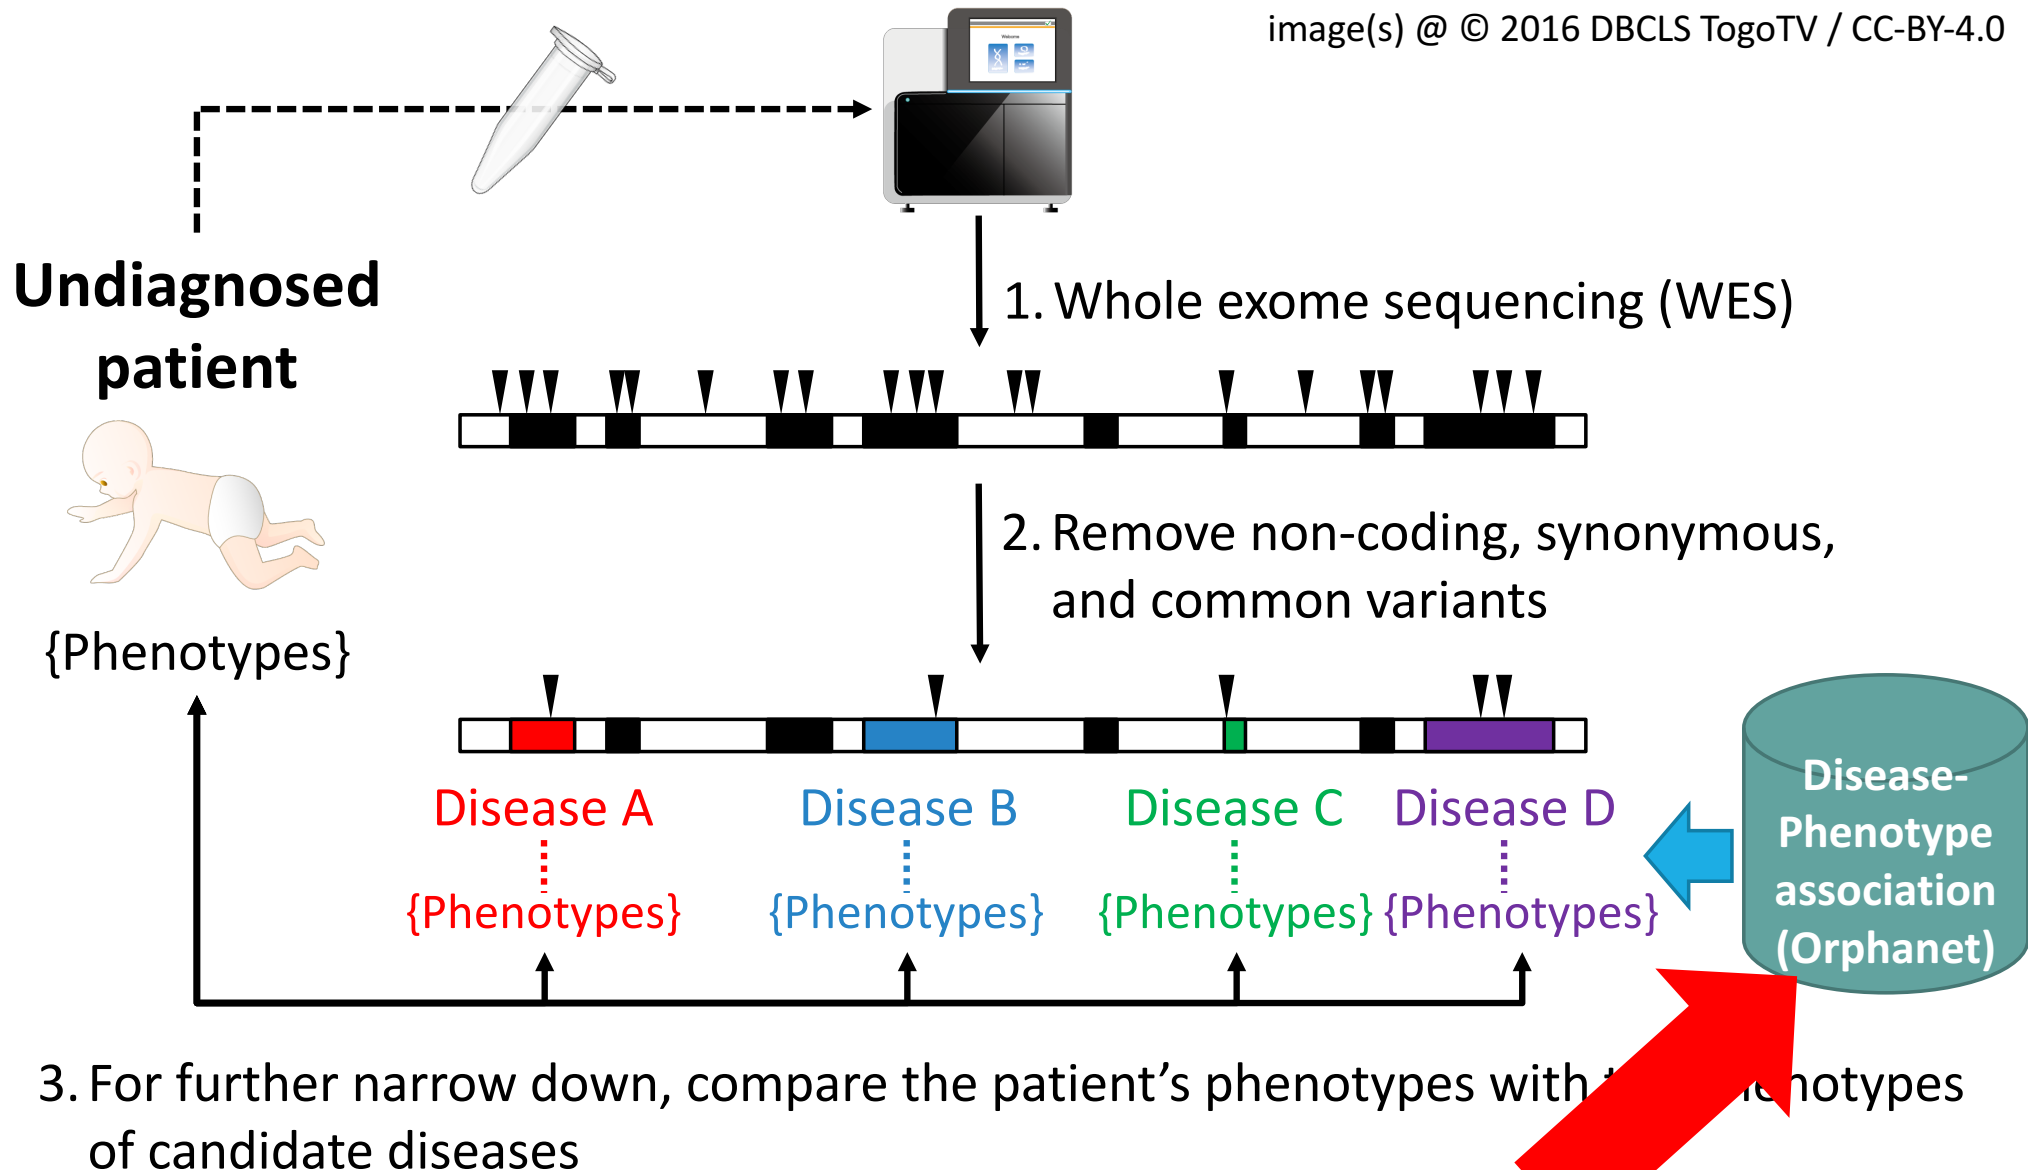 image(s) @ © 2016 DBCLS TogoTV / CC-BY-4.0
Welcome
Undiagnosed
patient
{Phenotypes}
1. Whole exome sequencing (WES)
2. Remove non-coding, synonymous,
and common variants
Disease A
Disease B
Disease C
Disease D
{Phenotypes}
{Phenotypes}
{Phenotypes}
{Phenotypes}
Disease-
Phenotype
association
(Orphanet)
3. For further narrow down, compare the patient’s phenotypes with
of candidate diseases